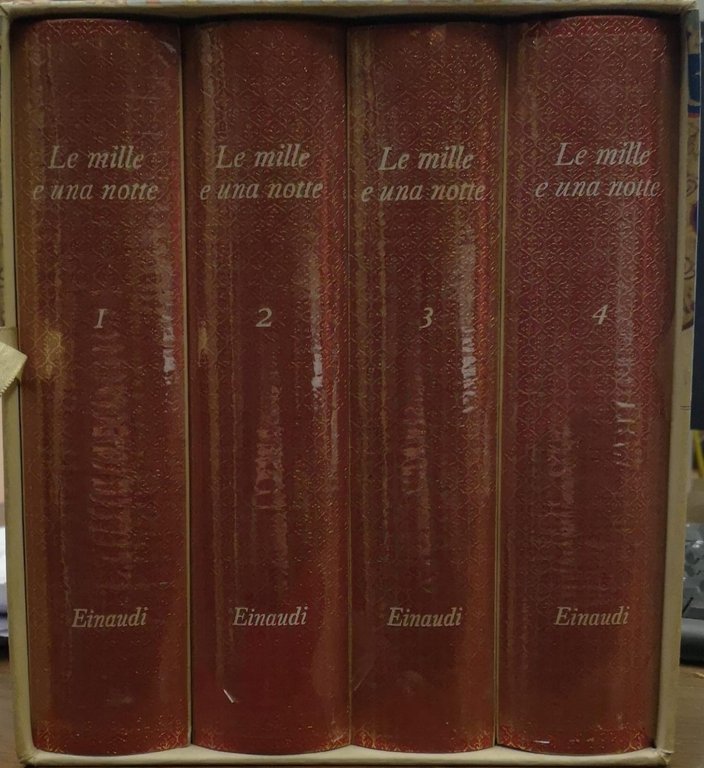 Le mille
e una notte
1
Einaudi
Le mille
e una notte
2
Einaudi
Le mille
e una notte
3
Einaudi
Le mille
e una notte
4
Einaudi